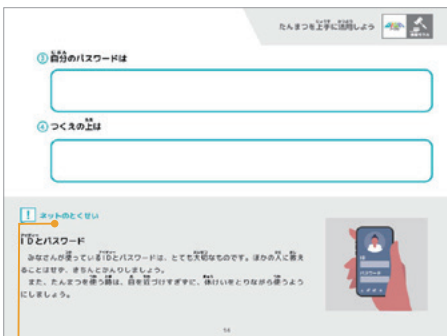 たんまつを上手に活用しよう
③自分のパスワードは
④つくえの上は
! ネットのとくせい
IDとパスワード
みなさんが使っているIDとパスワードは、とても大切なものです。ほかの人に教え
ることはせず、きちんとかんりしましょう。
また、たんまつを使う時は、目を近づけすぎずに、休けいをとりながら使うよう
にしましょう。
ID
パスワード